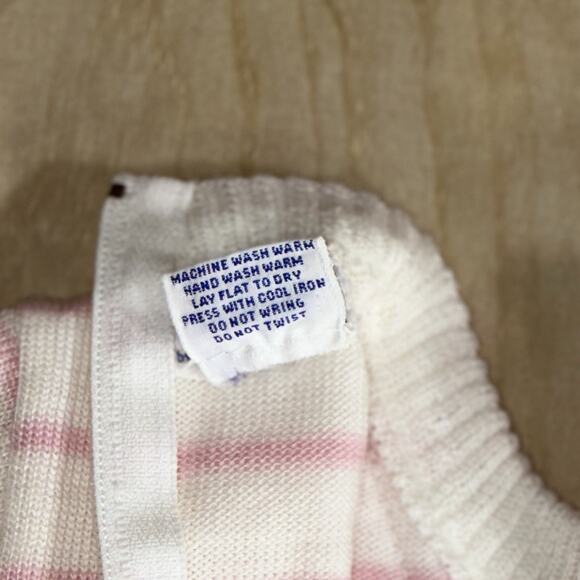 MACHINE WASH WARM
HAND WASH WARM
LAY FLAT TO DRY
PRESS WITH COOL IRON
DO NOT WRING
DO NOT TWIST